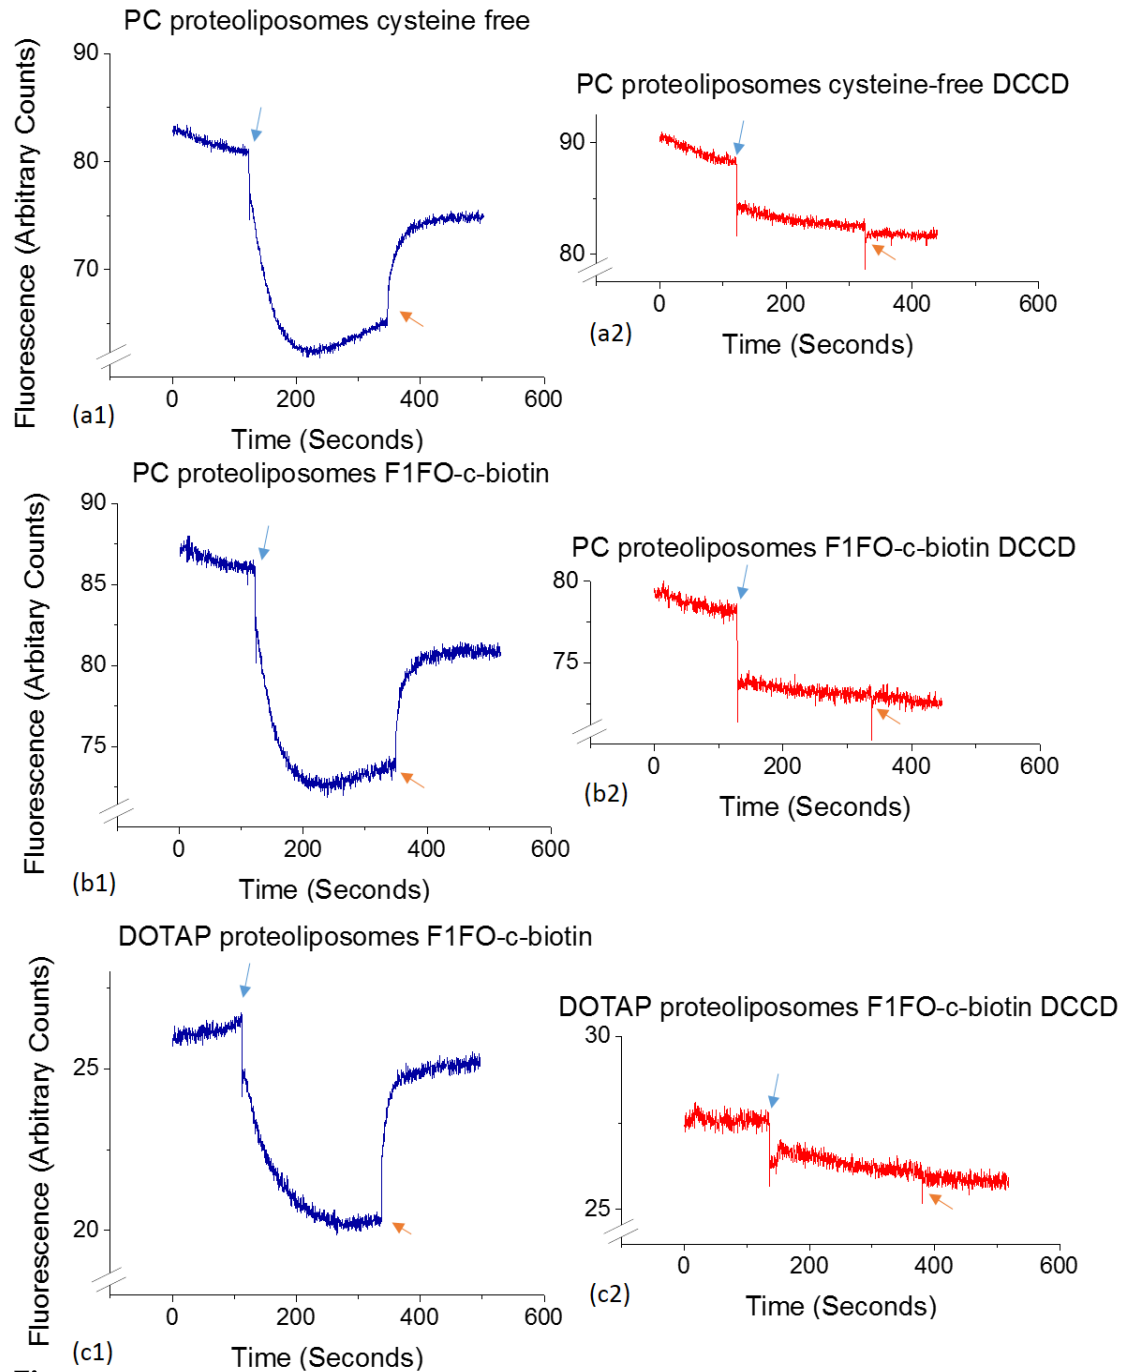 PC proteoliposomes cysteine free
Fluorescence (Arbitrary Counts)
90
80
70
0
200
400
600
Time (Seconds)
(a1)
PC proteoliposomes cysteine-free DCCD
90
80
0
200
400
600
Time (Seconds)
(a2)
PC proteoliposomes F1FO-c-biotin
Fluorescence (Arbitary Counts)
90
85
80
75
0
200
400
600
Time (Seconds)
(b1)
PC proteoliposomes F1FO-c-biotin DCCD
80
75
0
200
400
600
Time (Seconds)
(b2)
DOTAP proteoliposomes F1FO-c-biotin
Fluorescence (Arbitrary Counts)
25
20
0
200
400
600
Time (Seconds)
(c1)
DOTAP proteoliposomes F1FO-c-biotin DCCD
30
25
0
200
400
600
Time (Seconds)
(c2)